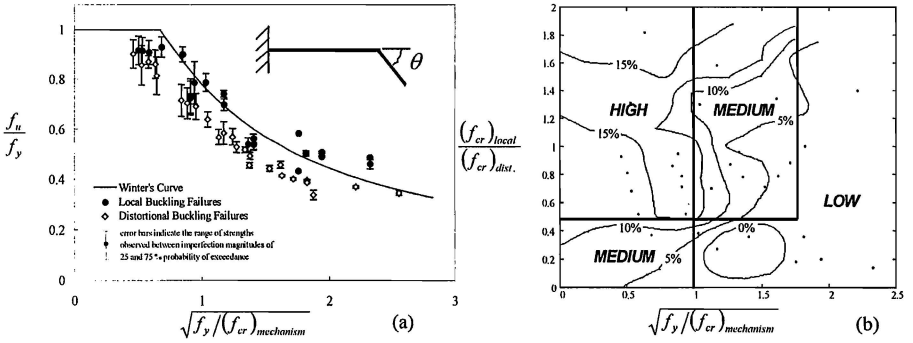 1
0.8
0.6
0.4
0.2
0
f_u
f_y
θ
Winter's Curve
Local Buckling Failures
Distortional Buckling Failures
error bars indicate the range of strengths
observed between imperfection magnitudes of
25 and 75 % probability of exceedance
0 1 2 3
√f_y/(f_cr)_mechanism
(a)
2
1.8
1.6
1.4
1.2
1
0.8
0.6
0.4
0.2
0
(f_cr)_local
(f_cr)_dist.
15%
10%
HIGH
MEDIUM
5%
15%
LOW
10%
0%
MEDIUM
5%
0 0.5 1 1.5 2 2.5
√f_y/(f_cr)_mechanism
(b)